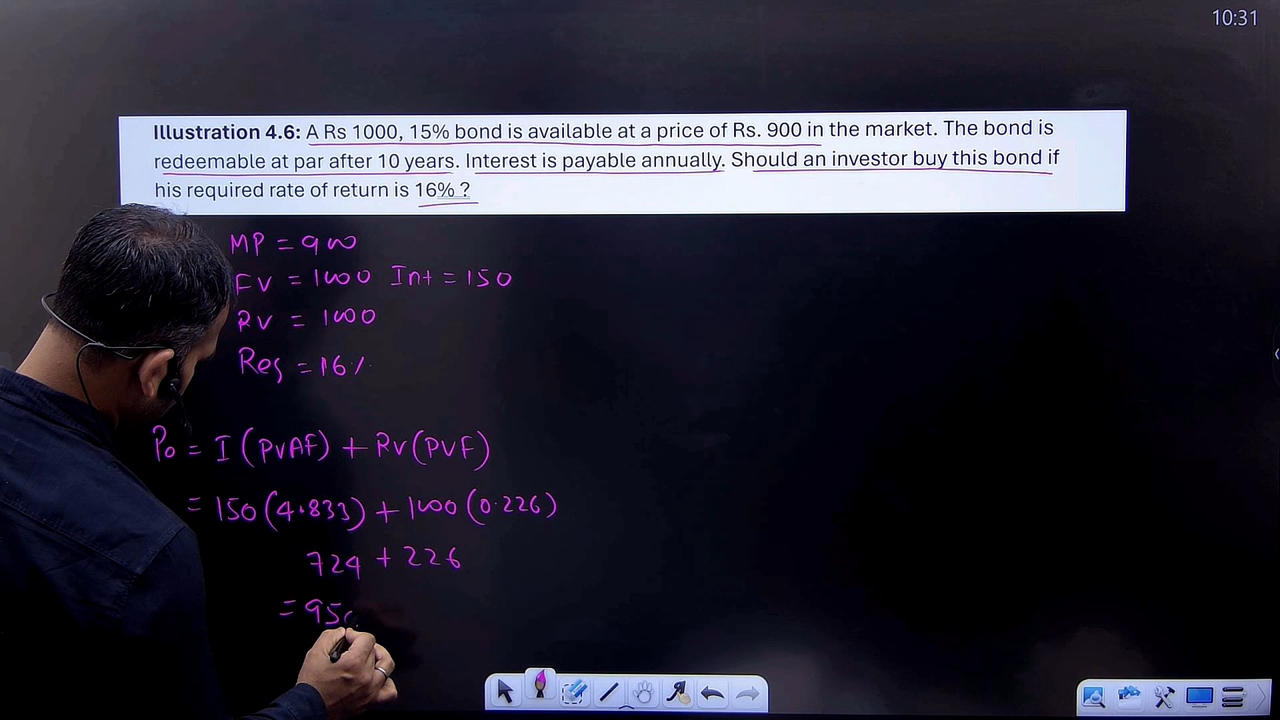 10:31
Illustration 4.6: A Rs 1000, 15% bond is available at a price of Rs. 900 in the market. The bond is
redeemable at par after 10 years. Interest is payable annually. Should an investor buy this bond if
his required rate of return is 16% ?
MP = 900
FV = 1000 Int = 150
RV = 1000
Req = 16%
P₀ = I (PVAF) + RV (PVF)
= 150 (4.833) + 1000 (0.226)
724 + 226
= 950